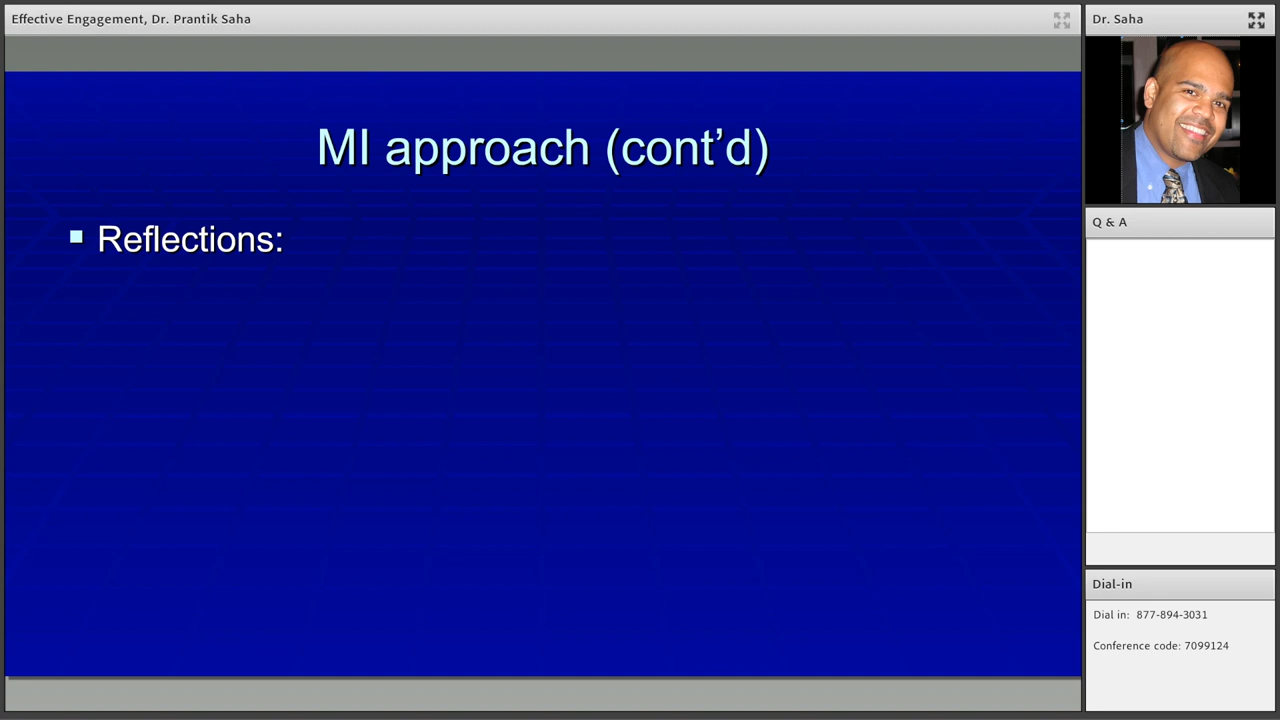 Effective Engagement, Dr. Prantik Saha
MI approach (cont’d)
Reflections:
Dr. Saha
Q & A
Dial-in
Dial in: 877-894-3031
Conference code: 7099124